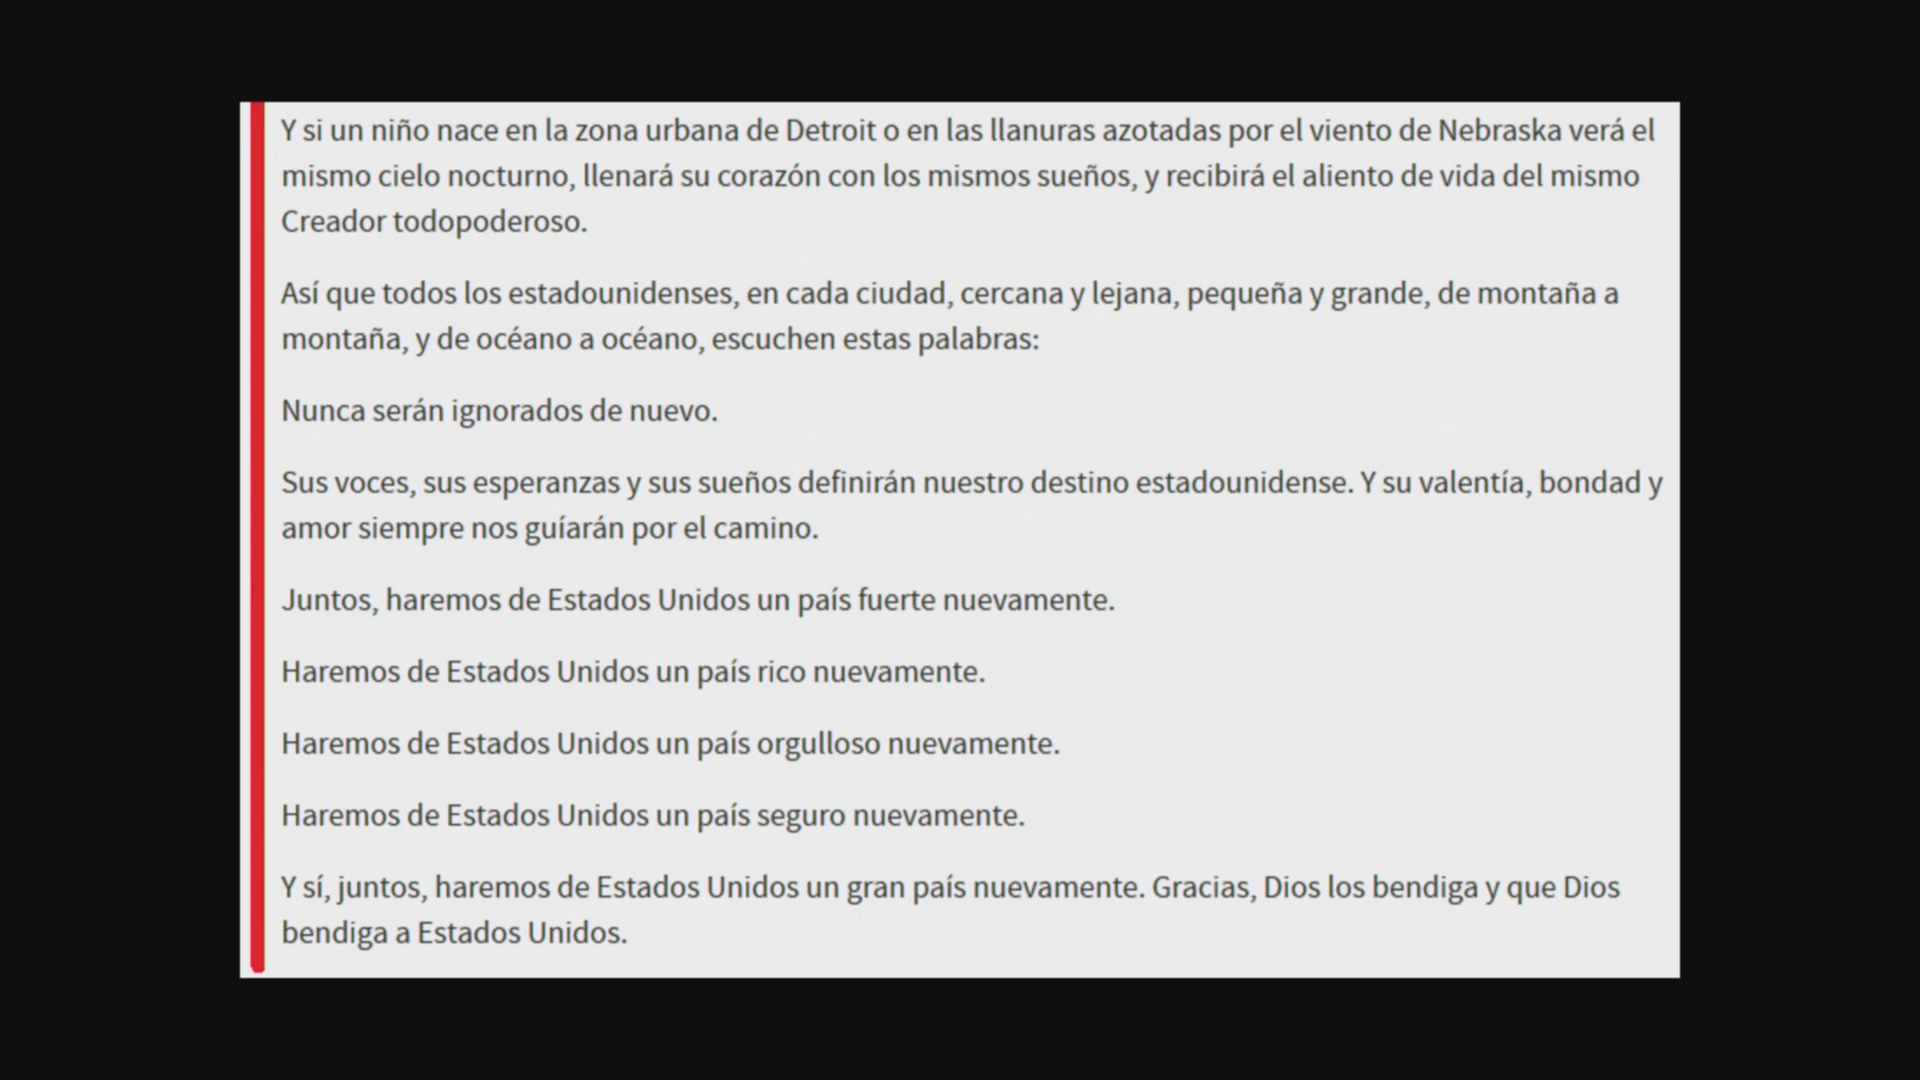 Y si un niño nace en la zona urbana de Detroit o en las llanuras azotadas por el viento de Nebraska verá el
mismo cielo nocturno, llenará su corazón con los mismos sueños, y recibirá el aliento de vida del mismo
Creador todopoderoso.
Así que todos los estadounidenses, en cada ciudad, cercana y lejana, pequeña y grande, de montaña a
montaña, y de océano a océano, escuchen estas palabras:
Nunca serán ignorados de nuevo.
Sus voces, sus esperanzas y sus sueños definirán nuestro destino estadounidense. Y su valentía, bondad y
amor siempre nos guíarán por el camino.
Juntos, haremos de Estados Unidos un país fuerte nuevamente.
Haremos de Estados Unidos un país rico nuevamente.
Haremos de Estados Unidos un país orgulloso nuevamente.
Haremos de Estados Unidos un país seguro nuevamente.
Y sí, juntos, haremos de Estados Unidos un gran país nuevamente. Gracias, Dios los bendiga y que Dios
bendiga a Estados Unidos.